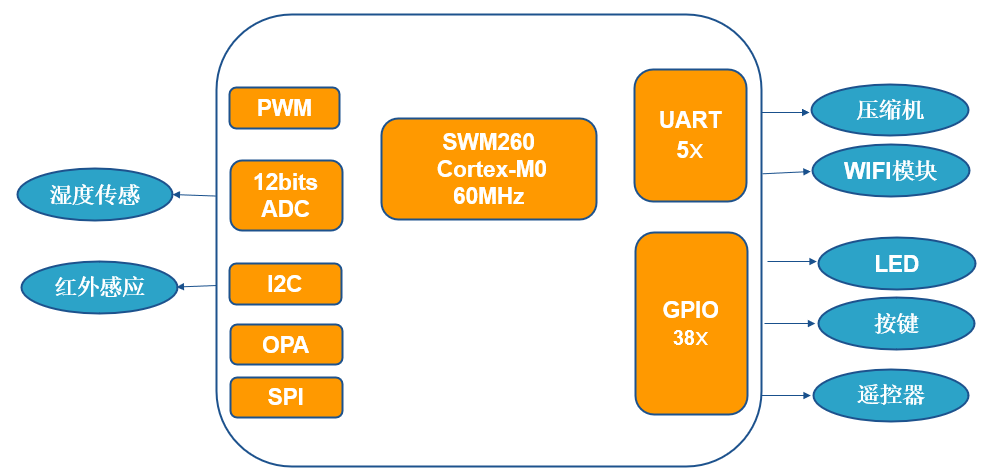 PWM
12bits
ADC
I2C
OPA
SPI
湿度传感
红外感应
SWM260
Cortex-M0
60MHz
UART
5X
GPIO
38X
压缩机
WIFI模块
LED
按键
遥控器